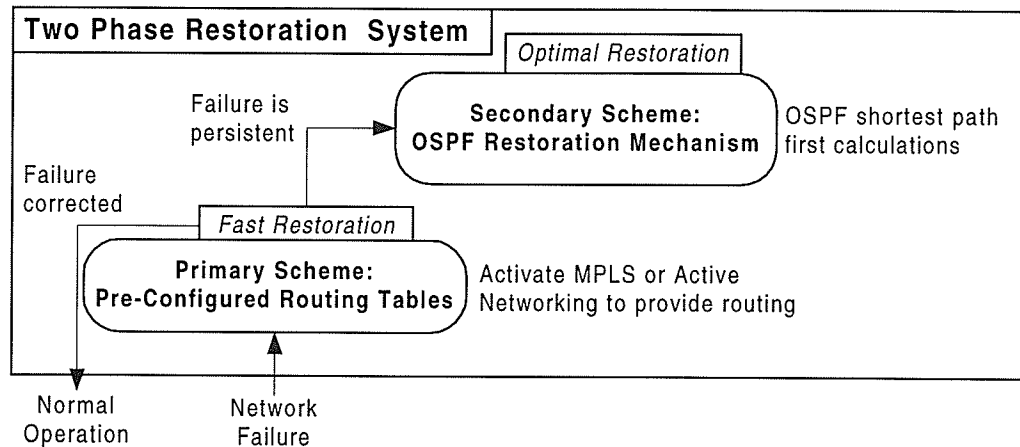 Two Phase Restoration System
Optimal Restoration
Failure is
persistent
Secondary Scheme:
OSPF Restoration Mechanism
OSPF shortest path
first calculations
Failure
corrected
Fast Restoration
Primary Scheme:
Pre-Configured Routing Tables
Activate MPLS or Active
Networking to provide routing
Normal
Operation
Network
Failure